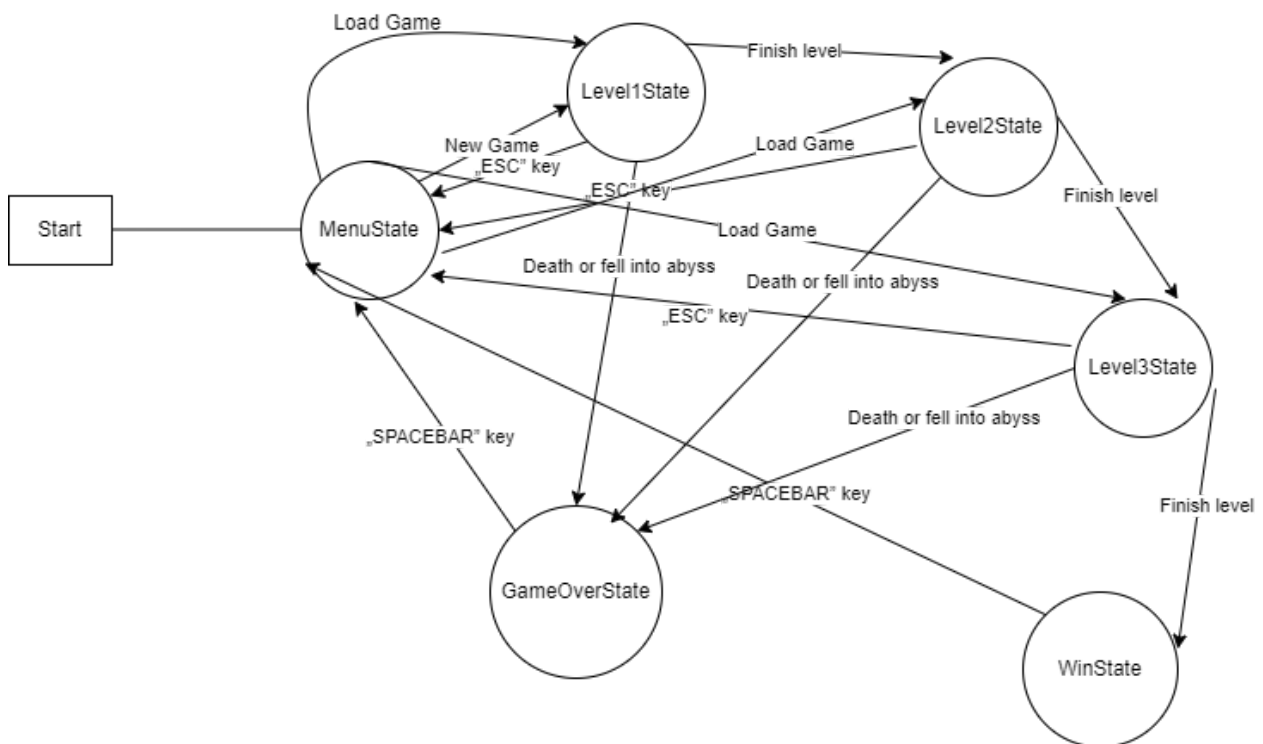 Load Game
Finish level
Level1State
Level2State
New Game
Load Game
„ESC” key
„ESC” key
Finish level
Start
MenuState
Load Game
Death or fell into abyss
Death or fell into abyss
„ESC” key
Level3State
Death or fell into abyss
„SPACEBAR” key
„SPACEBAR” key
Finish level
GameOverState
WinState